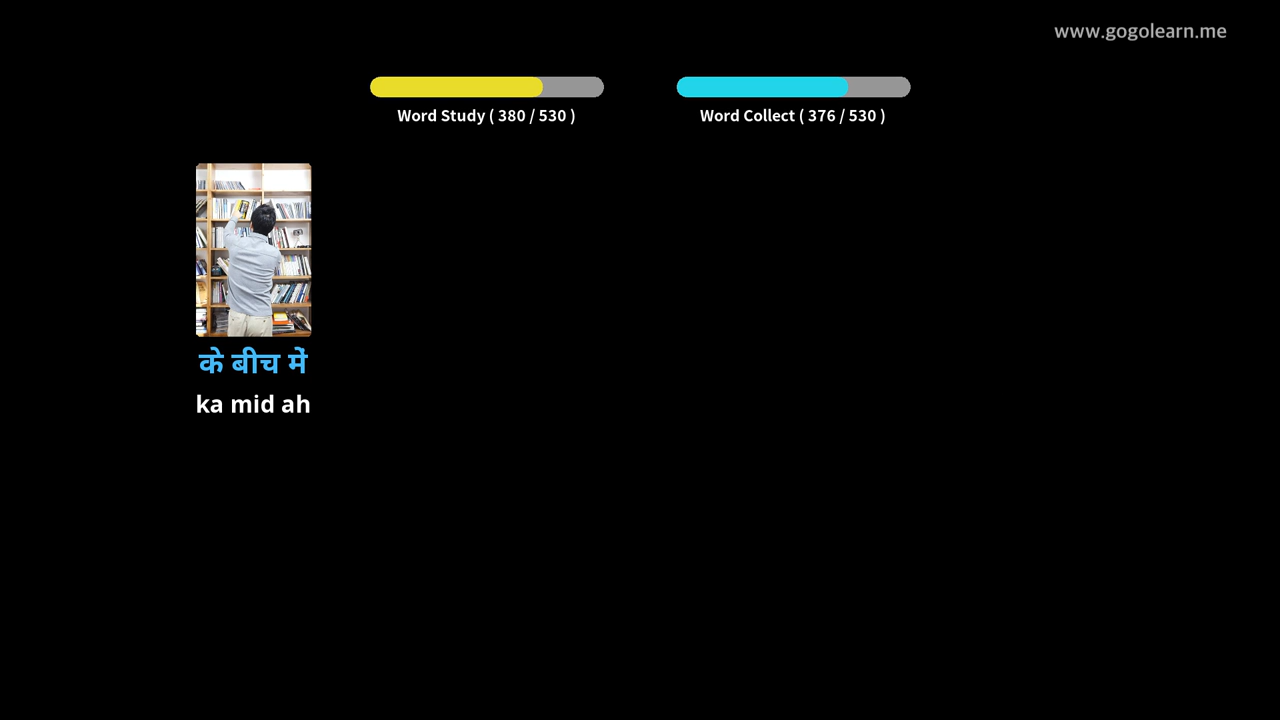 www.gogolearn.me
Word Study ( 380 / 530 )
Word Collect ( 376 / 530 )
के बीच में
ka mid ah